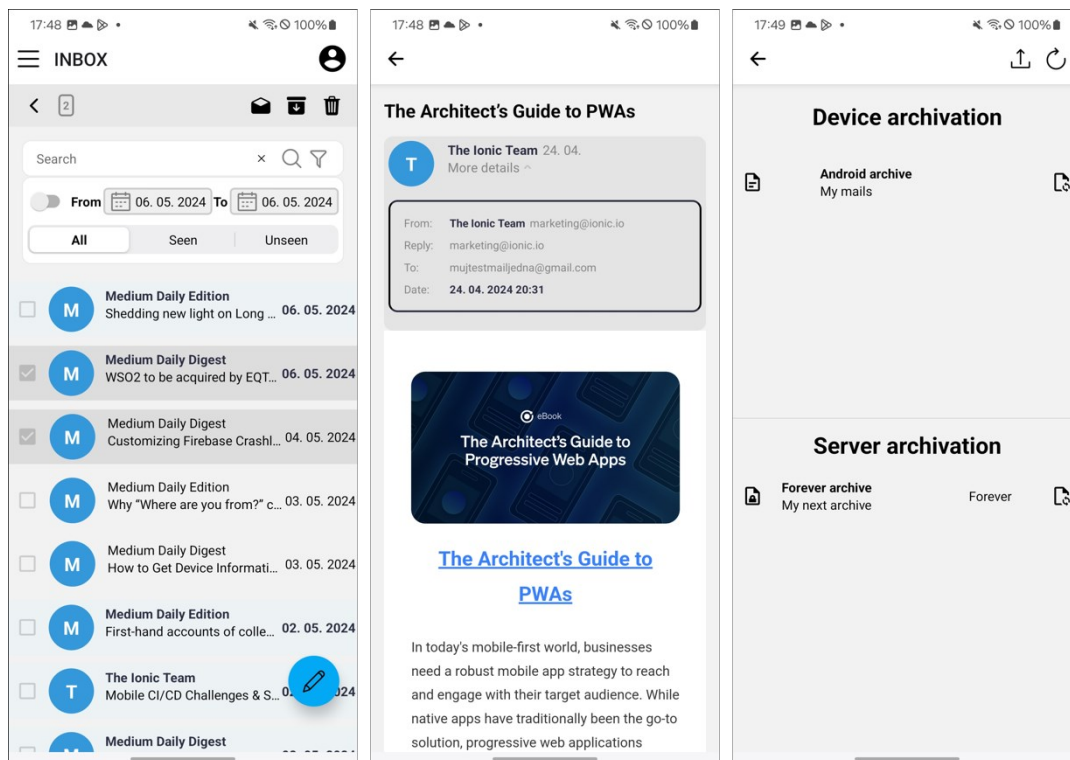 17:48 100%
INBOX
2
Search ×
From 06. 05. 2024 To 06. 05. 2024
All Seen Unseen
M Medium Daily Edition
Shedding new light on Long ... 06. 05. 2024
M Medium Daily Digest
WSO2 to be acquired by EQT... 06. 05. 2024
M Medium Daily Digest
Customizing Firebase Crashl... 04. 05. 2024
M Medium Daily Edition
Why “Where are you from?” c... 03. 05. 2024
M Medium Daily Digest
How to Get Device Informati... 03. 05. 2024
M Medium Daily Edition
First-hand accounts of colle... 02. 05. 2024
T The Ionic Team
Mobile CI/CD Challenges & S...
Medium Daily Digest
17:48 100%
The Architect’s Guide to PWAs
T The Ionic Team 24. 04.
More details
From: The Ionic Team marketing@ionic.io
Reply: marketing@ionic.io
To: mujtestmailjedna@gmail.com
Date: 24. 04. 2024 20:31
eBook
The Architect's Guide to
Progressive Web Apps
The Architect's Guide to
PWAs
In today's mobile-first world, businesses
need a robust mobile app strategy to reach
and engage with their target audience. While
native apps have traditionally been the go-to
solution, progressive web applications
17:49 100%
Device archivation
Android archive
My mails
Server archivation
Forever archive
My next archive Forever